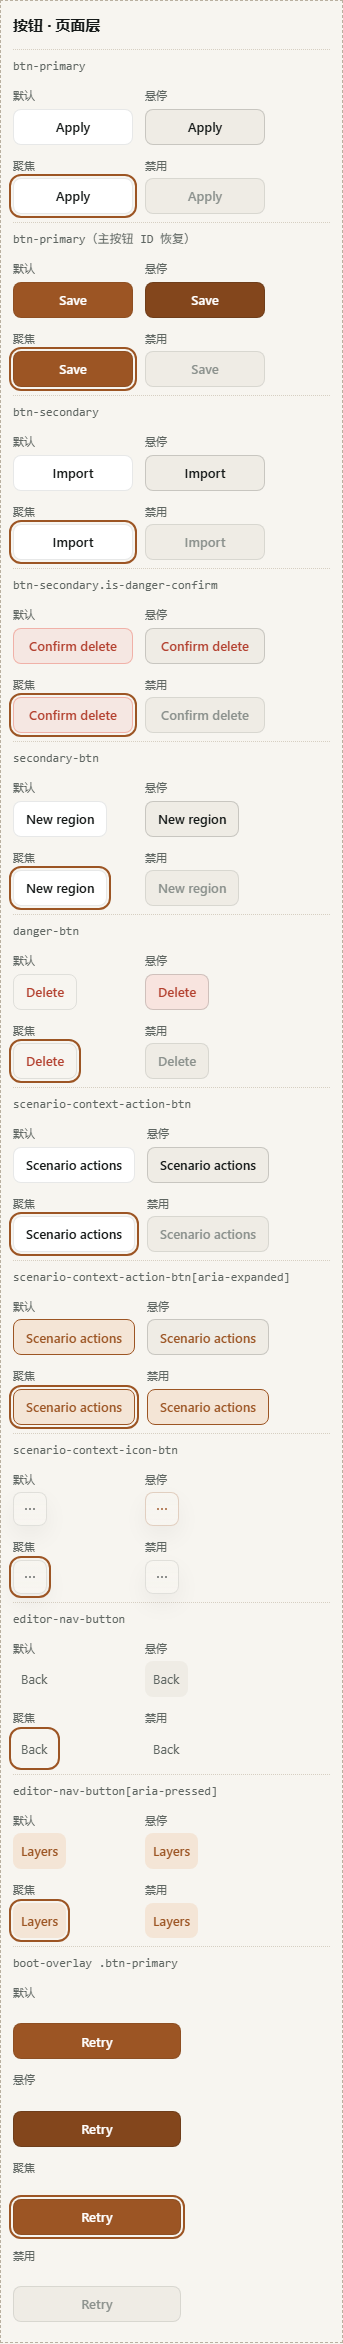 按钮 · 页面层
btn-primary
默认 悬停
Apply Apply
聚焦 禁用
Apply Apply
btn-primary（主按钮 ID 恢复）
默认 悬停
Save Save
聚焦 禁用
Save Save
btn-secondary
默认 悬停
Import Import
聚焦 禁用
Import Import
btn-secondary.is-danger-confirm
默认 悬停
Confirm delete Confirm delete
聚焦 禁用
Confirm delete Confirm delete
secondary-btn
默认 悬停
New region New region
聚焦 禁用
New region New region
danger-btn
默认 悬停
Delete Delete
聚焦 禁用
Delete Delete
scenario-context-action-btn
默认 悬停
Scenario actions Scenario actions
聚焦 禁用
Scenario actions Scenario actions
scenario-context-action-btn[aria-expanded]
默认 悬停
Scenario actions Scenario actions
聚焦 禁用
Scenario actions Scenario actions
scenario-context-icon-btn
默认 悬停
... ...
聚焦 禁用
... ...
editor-nav-button
默认 悬停
Back Back
聚焦 禁用
Back Back
editor-nav-button[aria-pressed]
默认 悬停
Layers Layers
聚焦 禁用
Layers Layers
boot-overlay .btn-primary
默认
Retry
悬停
Retry
聚焦
Retry
禁用
Retry